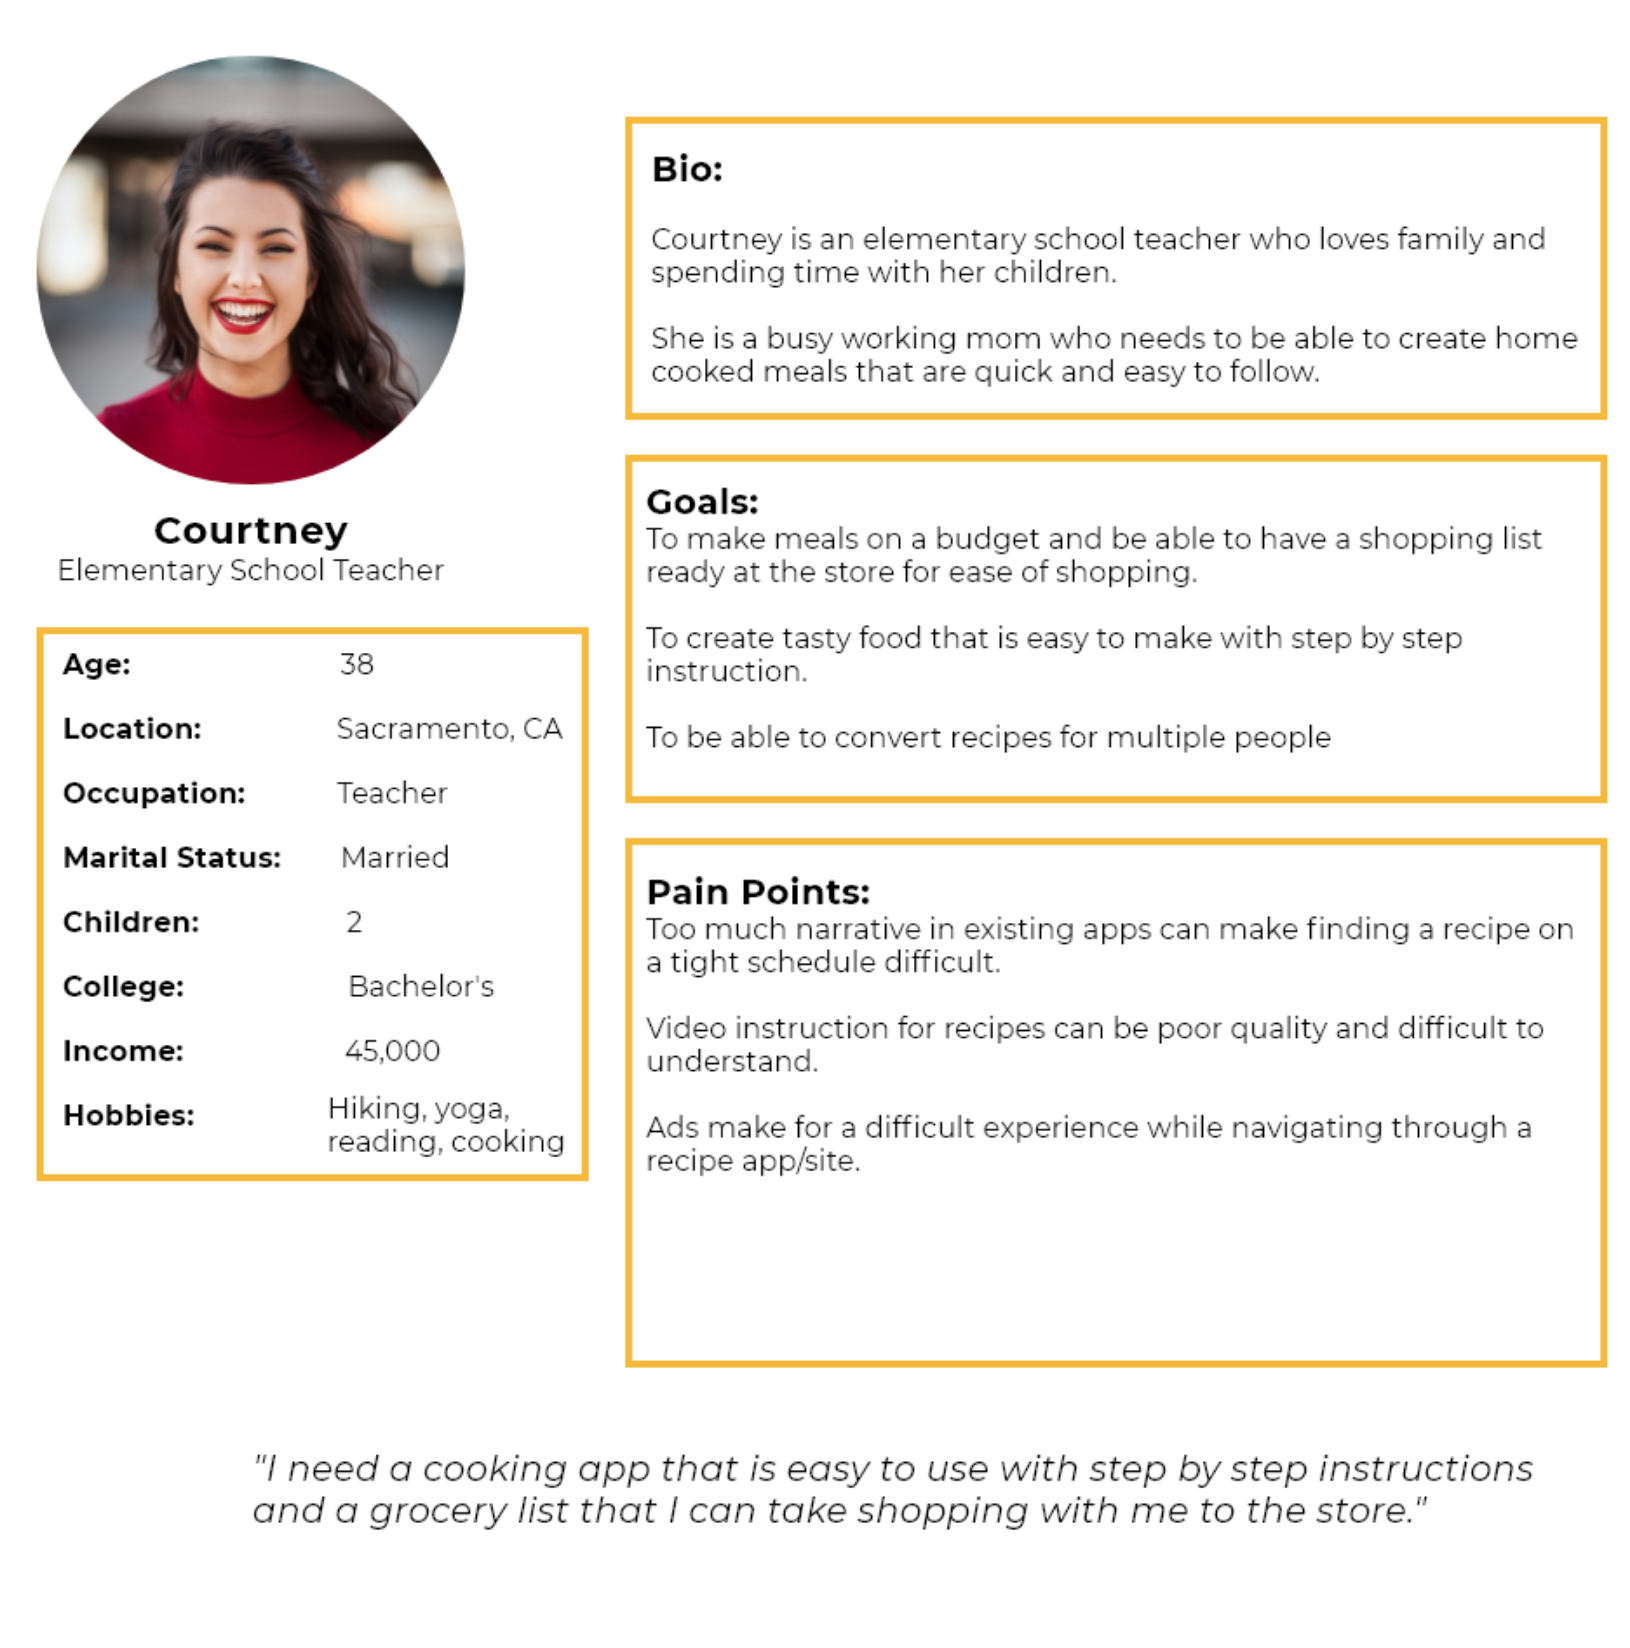 Courtney
Elementary School Teacher
Age: 38
Location: Sacramento, CA
Occupation: Teacher
Marital Status: Married
Children: 2
College: Bachelor's
Income: 45,000
Hobbies: Hiking, yoga,
reading, cooking
Bio:
Courtney is an elementary school teacher who loves family and
spending time with her children.
She is a busy working mom who needs to be able to create home
cooked meals that are quick and easy to follow.
Goals:
To make meals on a budget and be able to have a shopping list
ready at the store for ease of shopping.
To create tasty food that is easy to make with step by step
instruction.
To be able to convert recipes for multiple people
Pain Points:
Too much narrative in existing apps can make finding a recipe on
a tight schedule difficult.
Video instruction for recipes can be poor quality and difficult to
understand.
Ads make for a difficult experience while navigating through a
recipe app/site.
"I need a cooking app that is easy to use with step by step instructions
and a grocery list that I can take shopping with me to the store."